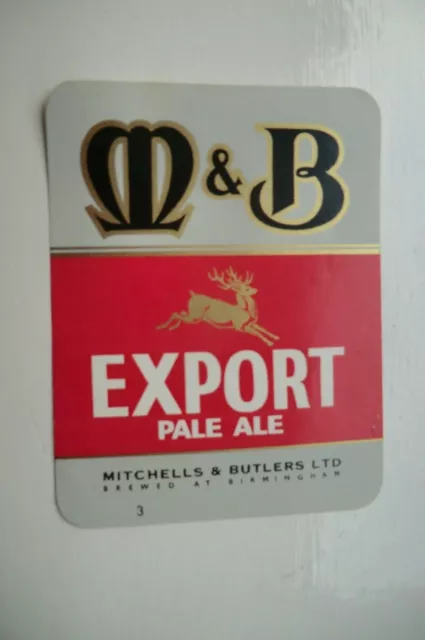 M & B
EXPORT
PALE ALE
MITCHELLS & BUTLERS LTD
BREWED AT BIRMINGHAM
3